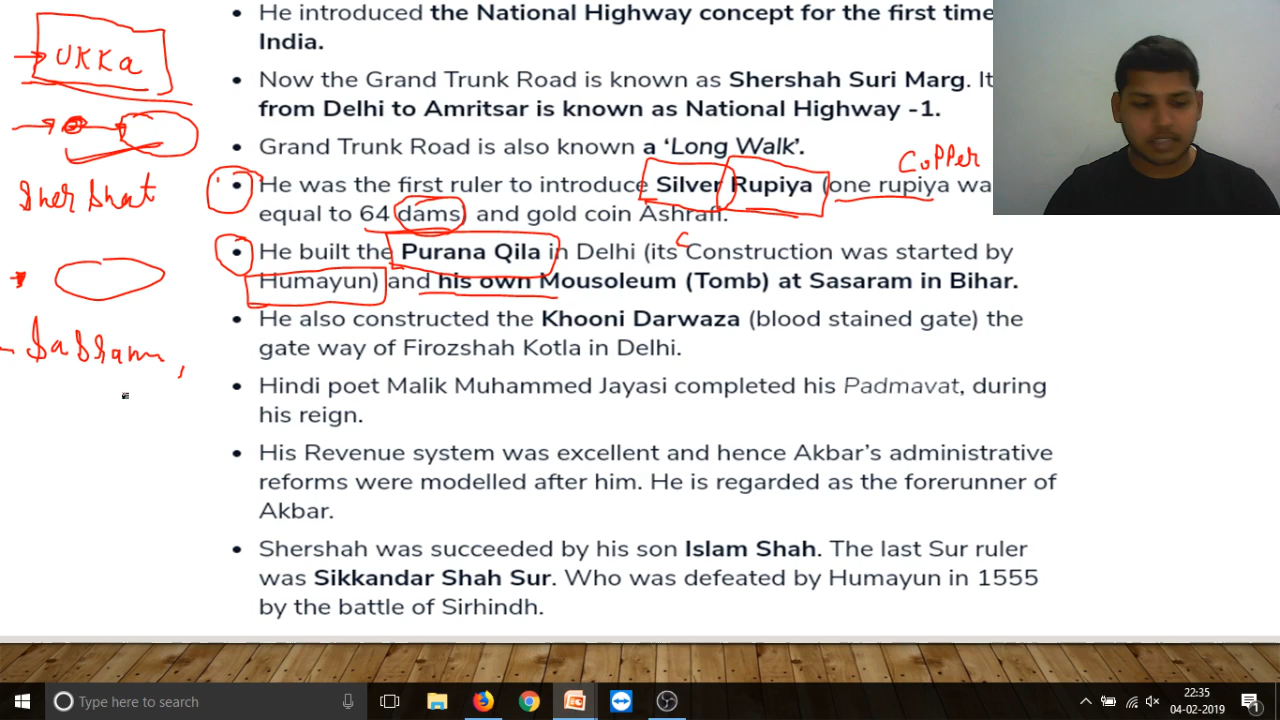 He introduced the National Highway concept for the first time
India.
UKKa
Now the Grand Trunk Road is known as Shershah Suri Marg. It
from Delhi to Amritsar is known as National Highway -1.
Grand Trunk Road is also known a ‘Long Walk’.
Copper
Sher Shah
He was the first ruler to introduce Silver Rupiya (one rupiya wa
equal to 64 dams) and gold coin Ashrafi.
He built the Purana Qila in Delhi (its Construction was started by
Humayun) and his own Mousoleum (Tomb) at Sasaram in Bihar.
He also constructed the Khooni Darwaza (blood stained gate) the
gate way of Firozshah Kotla in Delhi.
Hindi poet Malik Muhammed Jayasi completed his Padmavat, during
his reign.
His Revenue system was excellent and hence Akbar’s administrative
reforms were modelled after him. He is regarded as the forerunner of
Akbar.
Shershah was succeeded by his son Islam Shah. The last Sur ruler
was Sikkandar Shah Sur. Who was defeated by Humayun in 1555
by the battle of Sirhindh.
Type here to search
22:35
04-02-2019
1